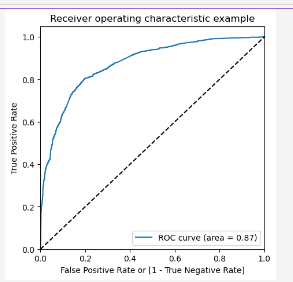 Receiver operating characteristic example
1.0
0.8
0.6
0.4
0.2
0.0
True Positive Rate
ROC curve (area = 0.87)
0.0 0.2 0.4 0.6 0.8 1.0
False Positive Rate or [1 - True Negative Rate]